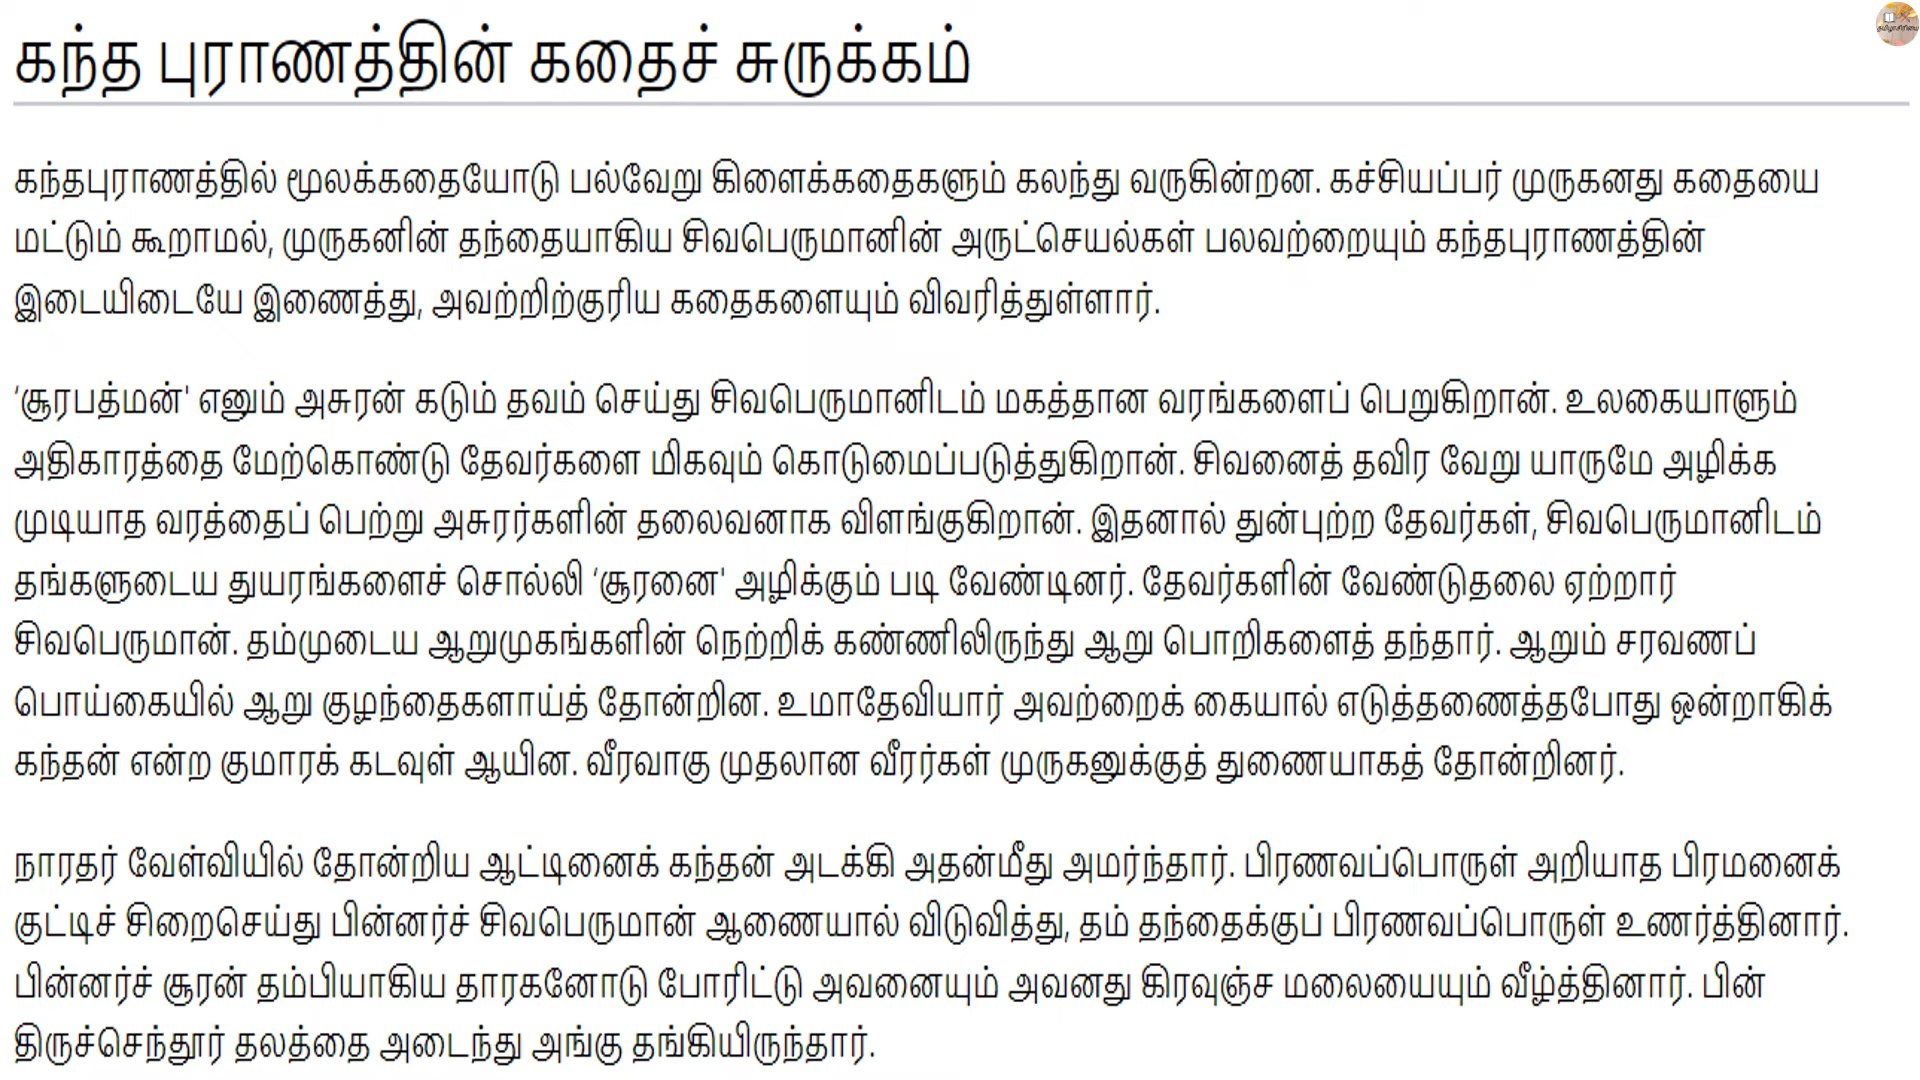 கந்த புராணத்தின் கதைச் சுருக்கம்
கந்தபுராணத்தில் மூலக்கதையோடு பல்வேறு கிளைக்கதைகளும் கலந்து வருகின்றன. கச்சியப்பர் முருகனது கதையை
மட்டும் கூறாமல், முருகனின் தந்தையாகிய சிவபெருமானின் அருட்செயல்கள் பலவற்றையும் கந்தபுராணத்தின்
இடையிடையே இணைத்து, அவற்றிற்குரிய கதைகளையும் விவரித்துள்ளார்.
‘சூரபத்மன்' எனும் அசுரன் கடும் தவம் செய்து சிவபெருமானிடம் மகத்தான வரங்களைப் பெறுகிறான். உலகையாளும்
அதிகாரத்தை மேற்கொண்டு தேவர்களை மிகவும் கொடுமைப்படுத்துகிறான். சிவனைத் தவிர வேறு யாருமே அழிக்க
முடியாத வரத்தைப் பெற்று அசுரர்களின் தலைவனாக விளங்குகிறான். இதனால் துன்புற்ற தேவர்கள், சிவபெருமானிடம்
தங்களுடைய துயரங்களைச் சொல்லி ‘சூரனை' அழிக்கும் படி வேண்டினர். தேவர்களின் வேண்டுதலை ஏற்றார்
சிவபெருமான். தம்முடைய ஆறுமுகங்களின் நெற்றிக் கண்ணிலிருந்து ஆறு பொறிகளைத் தந்தார். ஆறும் சரவணப்
பொய்கையில் ஆறு குழந்தைகளாய்த் தோன்றின. உமாதேவியார் அவற்றைக் கையால் எடுத்தணைத்தபோது ஒன்றாகிக்
கந்தன் என்ற குமாரக் கடவுள் ஆயின. வீரவாகு முதலான வீரர்கள் முருகனுக்குத் துணையாகத் தோன்றினர்.
நாரதர் வேள்வியில் தோன்றிய ஆட்டினைக் கந்தன் அடக்கி அதன்மீது அமர்ந்தார். பிரணவப்பொருள் அறியாத பிரமனைக்
குட்டிச் சிறைசெய்து பின்னர்ச் சிவபெருமான் ஆணையால் விடுவித்து, தம் தந்தைக்குப் பிரணவப்பொருள் உணர்த்தினார்.
பின்னர்ச் சூரன் தம்பியாகிய தாரகனோடு போரிட்டு அவனையும் அவனது கிரவுஞ்ச மலையையும் வீழ்த்தினார். பின்
திருச்செந்தூர் தலத்தை அடைந்து அங்கு தங்கியிருந்தார்.